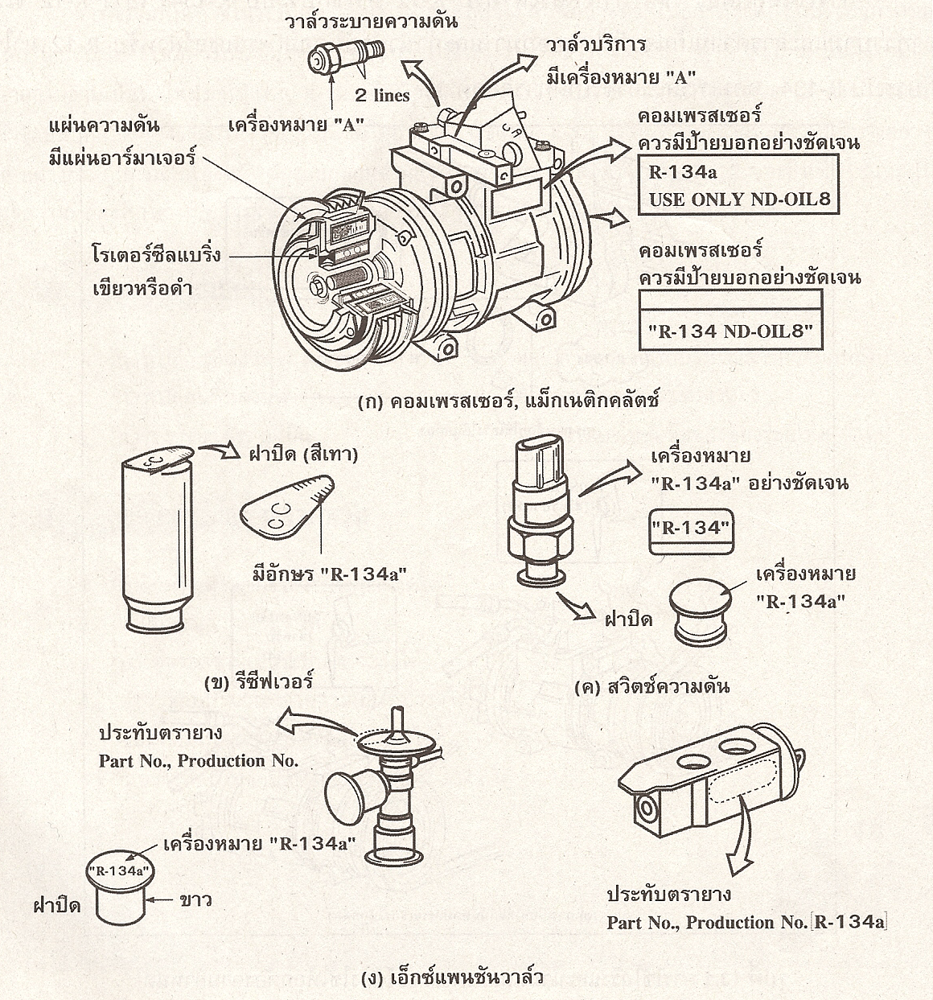 วาล์วระบายความดัน
2 lines
เครื่องหมาย "A"
วาล์วบริการ
มีเครื่องหมาย "A"
แผ่นความดัน
มีแผ่นอาร์มาเจอร์
คอมเพรสเซอร์
ควรมีป้ายบอกอย่างชัดเจน
R-134a
USE ONLY ND-OIL8
โรเตอร์ซีลแบริ่ง
เขียวหรือดำ
คอมเพรสเซอร์
ควรมีป้ายบอกอย่างชัดเจน
"R-134 ND-OIL8"
(ก) คอมเพรสเซอร์, แม็กเนติกคลัตช์
ฝาปิด (สีเทา)
มีอักษร "R-134a"
เครื่องหมาย
"R-134a" อย่างชัดเจน
"R-134"
เครื่องหมาย
"R-134a"
ฝาปิด
(ข) รีซีฟเวอร์
(ค) สวิตช์ความดัน
ประทับตรายาง
Part No., Production No.
เครื่องหมาย "R-134a"
"R-134a"
ฝาปิด
ขาว
ประทับตรายาง
Part No., Production No. [R-134a]
(ง) เอ็กซ์แพนชันวาล์ว